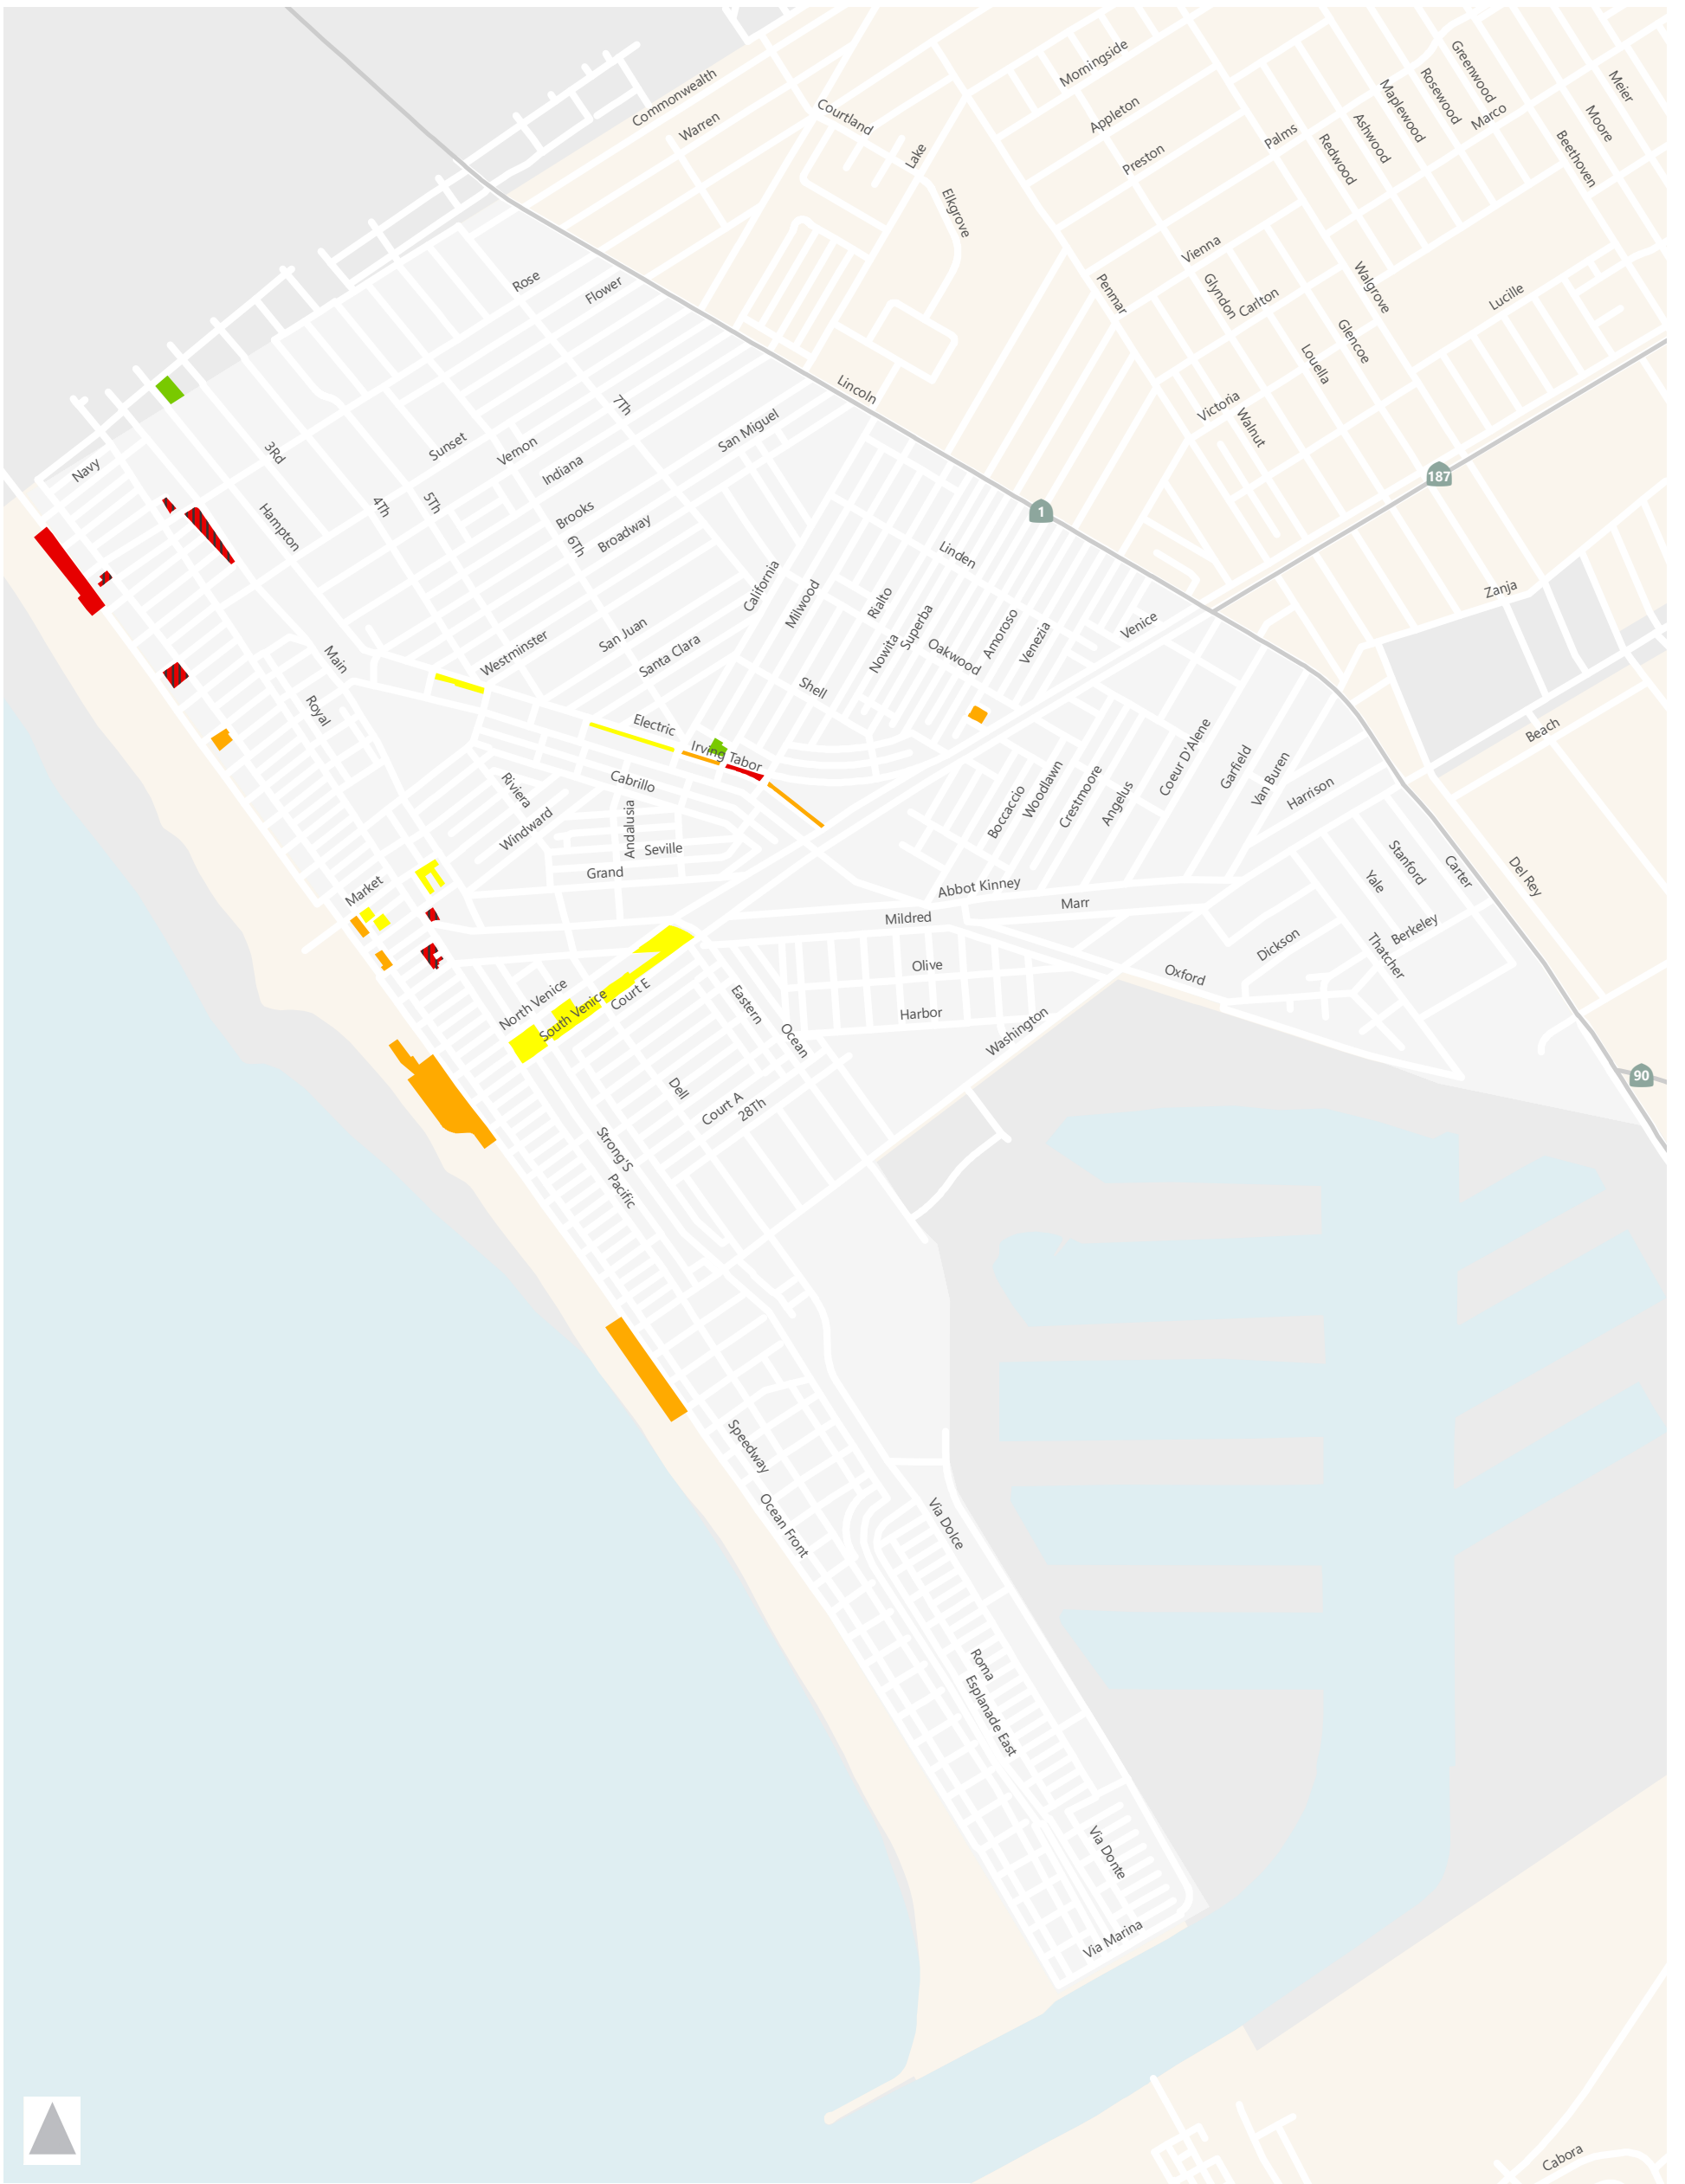 Commonwealth
Warren
Courtland
Lake
Elkgrove
Morningside
Appleton
Preston
Palms
Redwood
Ashwood
Maplewood
Rosewood
Greenwood
Marco
Meier
Moore
Beethoven
Vienna
Glyndon
Carlton
Walgrove
Lucille
Penmar
Louella
Glencoe
Victoria
Walnut
Rose
Flower
Lincoln
7Th
San Miguel
Navy
3Rd
Sunset
Vernon
Indiana
187
1
Hampton
4Th
5Th
Brooks
6Th
Broadway
Linden
Zanja
California
Milwood
Rialto
Nowita
Superba
Oakwood
Amoroso
Venezia
Venice
Main
Westminster
San Juan
Santa Clara
Shell
Royal
Electric
Irving Tabor
Beach
Cabrillo
Riviera
Windward
Andalusia
Seville
Grand
Boccaccio
Woodlawn
Crestmoore
Angelus
Coeur D'Alene
Garfield
Van Buren
Harrison
Stanford
Yale
Carter
Del Rey
Market
Abbot Kinney
Marr
Mildred
Dickson
Thatcher
Berkeley
Olive
Oxford
North Venice
South Venice
Court E
Eastern
Ocean
Harbor
Washington
90
Dell
Court A
28Th
Strong'S
Pacific
Speedway
Ocean Front
Via Dolce
Roma
Esplanade East
Via Donte
Via Marina
Cabora